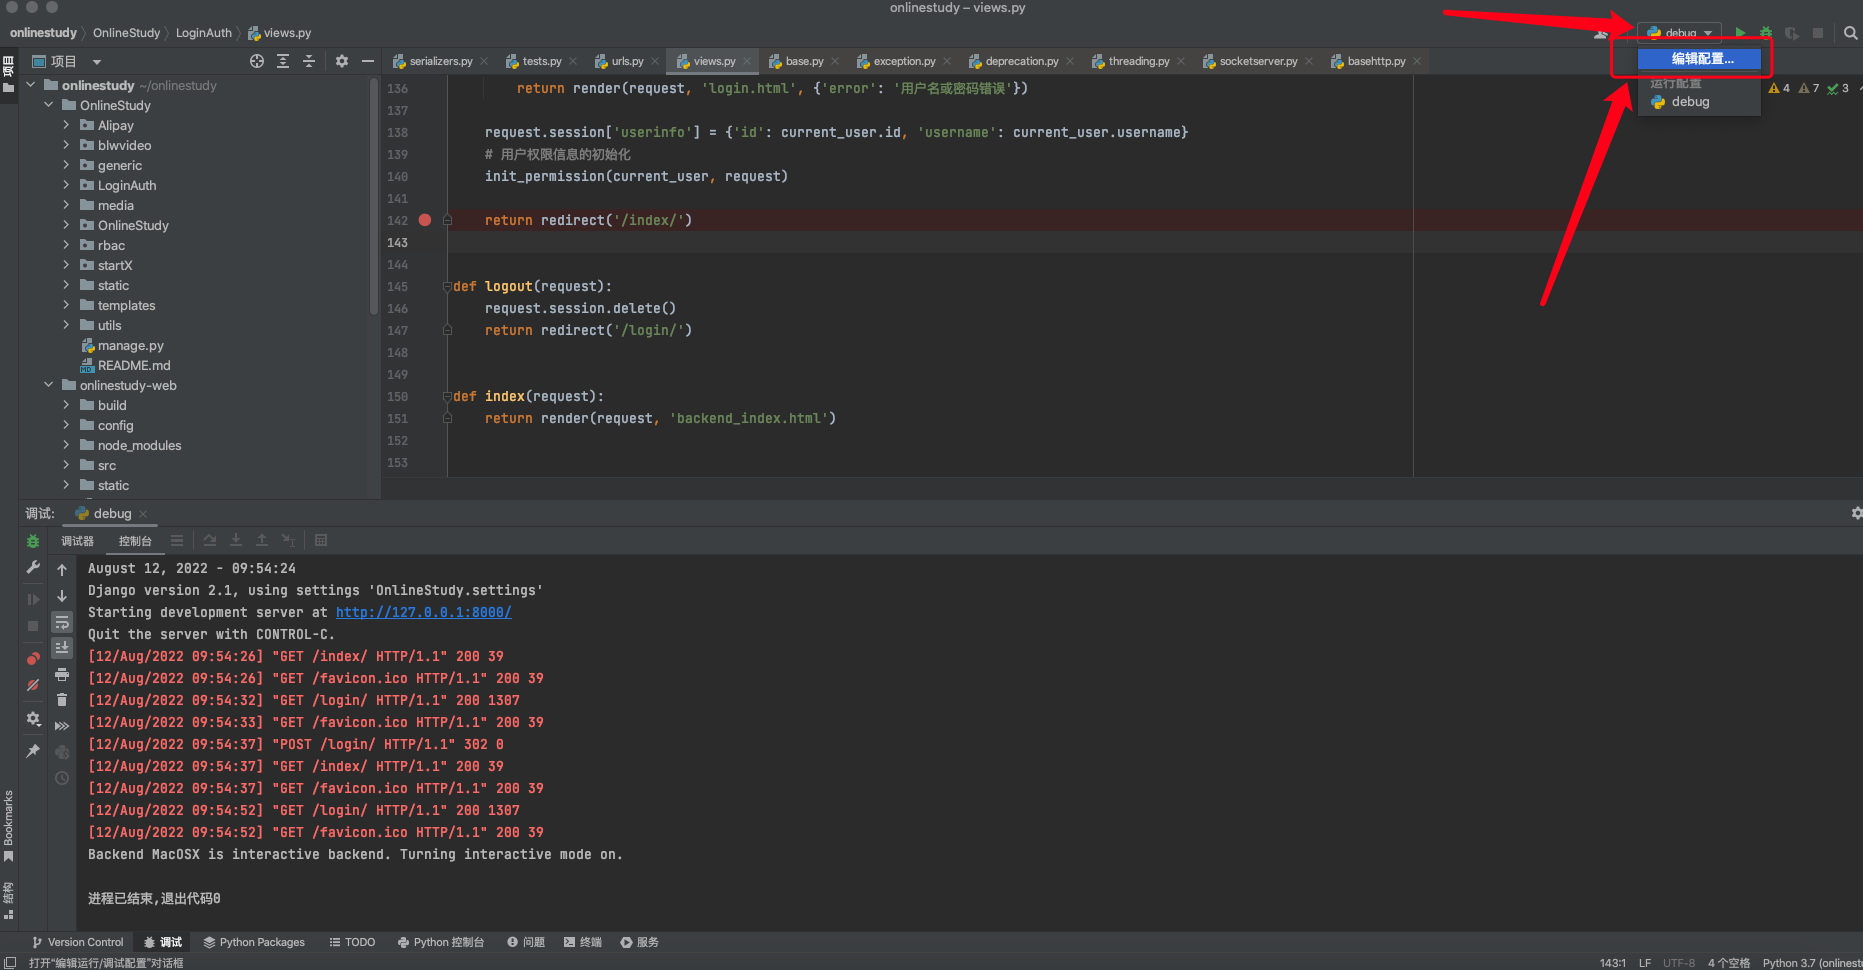 onlinestudy – views.py
onlinestudy OnlineStudy LoginAuth views.py
debug
编辑配置...
运行配置
debug
项目
项目
serializers.py tests.py urls.py views.py base.py exception.py deprecation.py threading.py socketserver.py basehttp.py
4 7 3
onlinestudy ~/onlinestudy
OnlineStudy
Alipay
blwvideo
generic
LoginAuth
media
OnlineStudy
rbac
startX
static
templates
utils
manage.py
README.md
onlinestudy-web
build
config
node_modules
src
static
136 return render(request, 'login.html', {'error': '用户名或密码错误'})
137
138 request.session['userinfo'] = {'id': current_user.id, 'username': current_user.username}
139 # 用户权限信息的初始化
140 init_permission(current_user, request)
141
142 return redirect('/index/')
143
144
145 def logout(request):
146 request.session.delete()
147 return redirect('/login/')
148
149
150 def index(request):
151 return render(request, 'backend_index.html')
152
153
调试: debug
调试器 控制台
August 12, 2022 - 09:54:24
Django version 2.1, using settings 'OnlineStudy.settings'
Starting development server at http://127.0.0.1:8000/
Quit the server with CONTROL-C.
[12/Aug/2022 09:54:26] "GET /index/ HTTP/1.1" 200 39
[12/Aug/2022 09:54:26] "GET /favicon.ico HTTP/1.1" 200 39
[12/Aug/2022 09:54:32] "GET /login/ HTTP/1.1" 200 1307
[12/Aug/2022 09:54:33] "GET /favicon.ico HTTP/1.1" 200 39
[12/Aug/2022 09:54:37] "POST /login/ HTTP/1.1" 302 0
[12/Aug/2022 09:54:37] "GET /index/ HTTP/1.1" 200 39
[12/Aug/2022 09:54:37] "GET /favicon.ico HTTP/1.1" 200 39
[12/Aug/2022 09:54:52] "GET /login/ HTTP/1.1" 200 1307
[12/Aug/2022 09:54:52] "GET /favicon.ico HTTP/1.1" 200 39
Backend MacOSX is interactive backend. Turning interactive mode on.
进程已结束,退出代码0
Bookmarks
结构
Version Control 调试 Python Packages TODO Python 控制台 问题 终端 服务
打开“编辑运行/调试配置”对话框
143:1 LF UTF-8 4 个空格 Python 3.7 (onlinestu